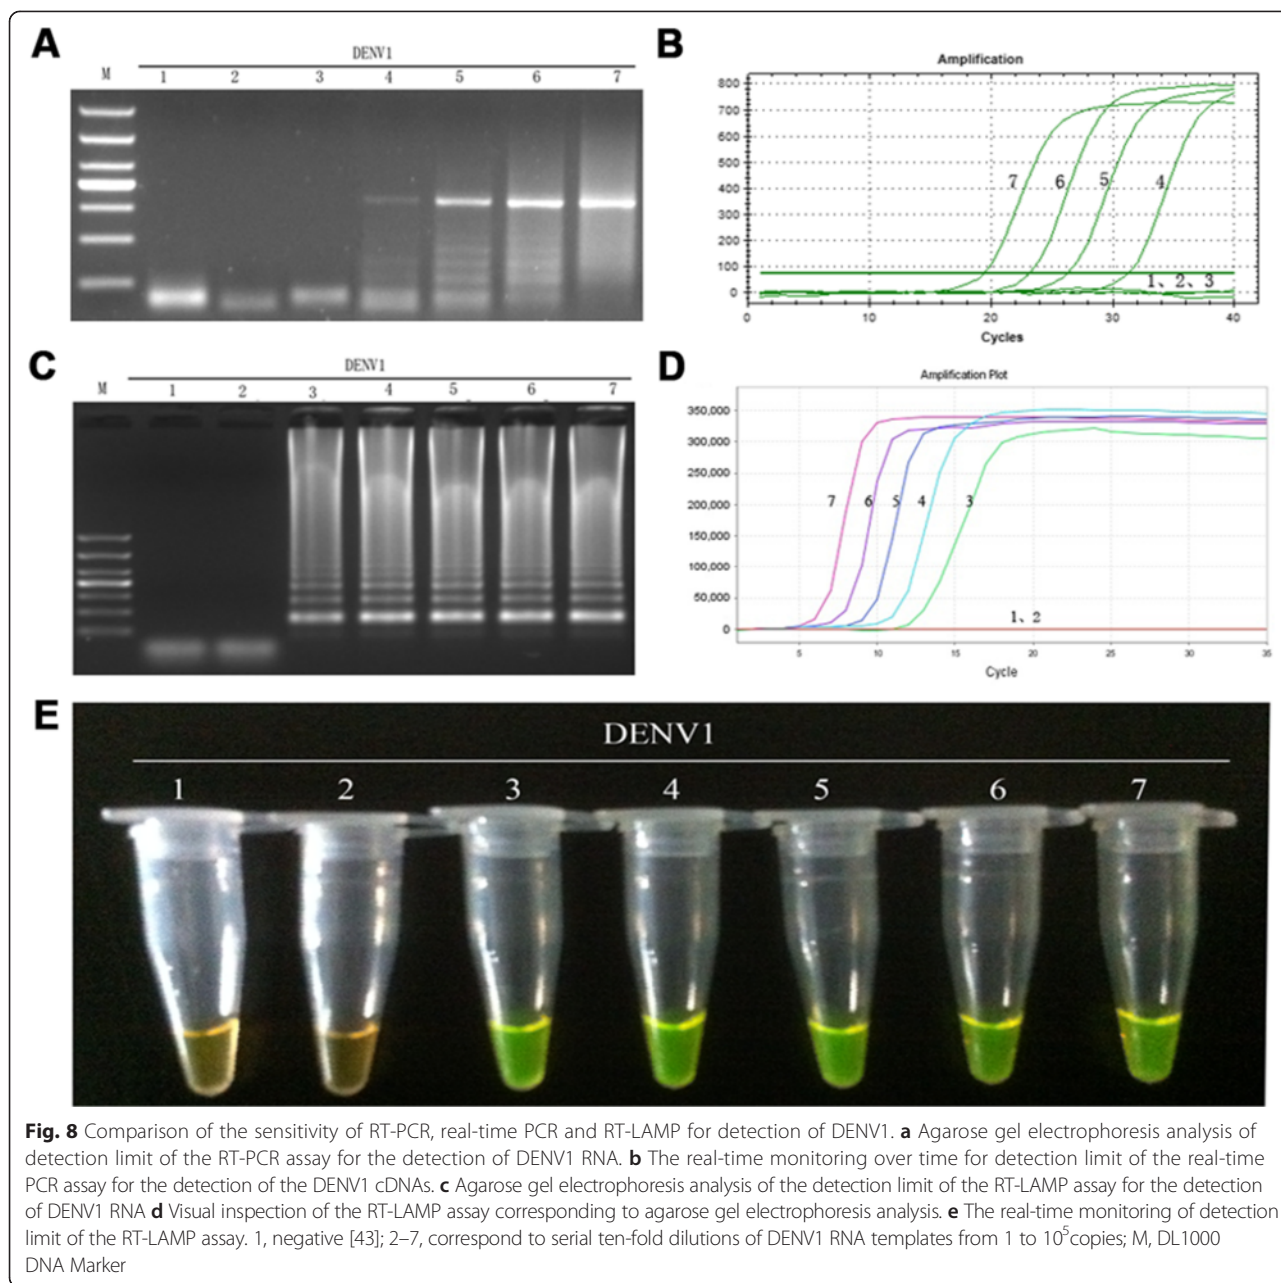 A
DENV1
M 1 2 3 4 5 6 7
B
Amplification
800
700
600
500
400
300
200
100
0
7 6 5 4
1、2、3
0 10 20 30 40
Cycles
C
DENV1
M 1 2 3 4 5 6 7
D
Amplification Plot
350,000
300,000
250,000
200,000
150,000
100,000
50,000
0
7 6 5 4 3
1、2
5 10 15 20 25 30 35
Cycle
E
DENV1
1 2 3 4 5 6 7
Fig. 8 Comparison of the sensitivity of RT-PCR, real-time PCR and RT-LAMP for detection of DENV1. a Agarose gel electrophoresis analysis of
detection limit of the RT-PCR assay for the detection of DENV1 RNA. b The real-time monitoring over time for detection limit of the real-time
PCR assay for the detection of the DENV1 cDNAs. c Agarose gel electrophoresis analysis of the detection limit of the RT-LAMP assay for the detection
of DENV1 RNA d Visual inspection of the RT-LAMP assay corresponding to agarose gel electrophoresis analysis. e The real-time monitoring of detection
limit of the RT-LAMP assay. 1, negative [43]; 2–7, correspond to serial ten-fold dilutions of DENV1 RNA templates from 1 to 10⁵copies; M, DL1000
DNA Marker